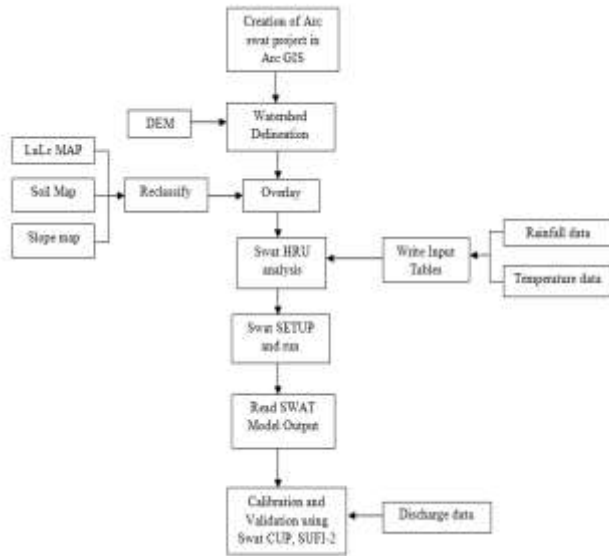 Creation of Arc
swat project in
Arc GIS
DEM
Watershed
Delineation
LuLc MAP
Soil Map
Slope map
Reclassify
Overlay
Swat HRU
analysis
Write Input
Tables
Rainfall data
Temperature data
Swat SETUP
and run
Read SWAT
Model Output
Calibration and
Validation using
Swat CUP, SUFI-2
Discharge data